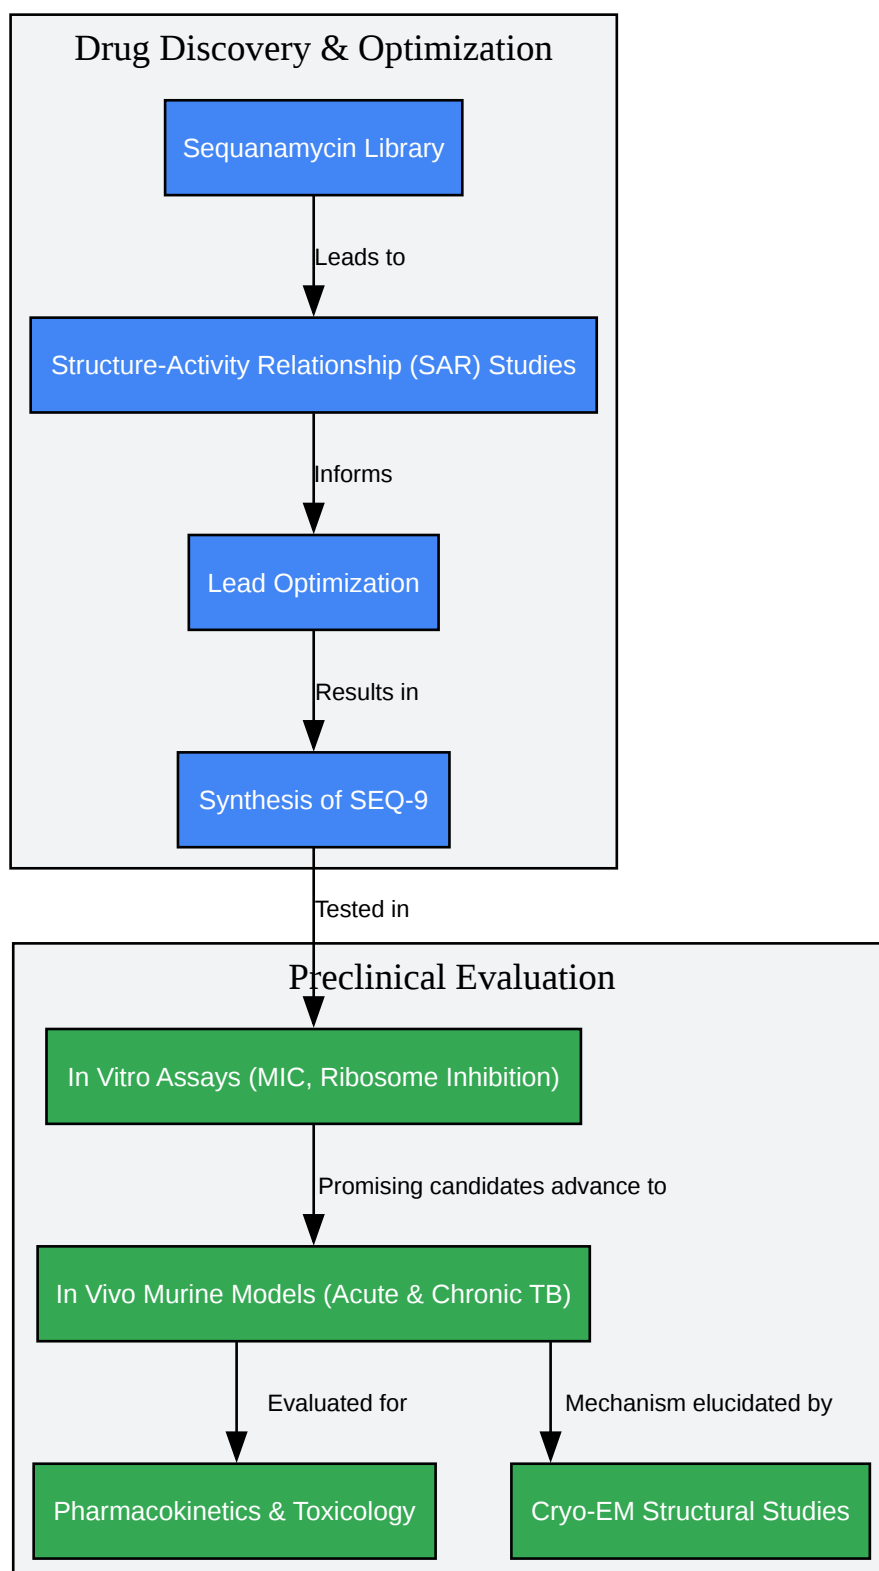 Drug Discovery & Optimization
Sequanamycin Library
Leads to
Structure-Activity Relationship (SAR) Studies
Informs
Lead Optimization
Results in
Synthesis of SEQ-9
Tested in
Preclinical Evaluation
In Vitro Assays (MIC, Ribosome Inhibition)
Promising candidates advance to
In Vivo Murine Models (Acute & Chronic TB)
Evaluated for
Mechanism elucidated by
Pharmacokinetics & Toxicology
Cryo-EM Structural Studies